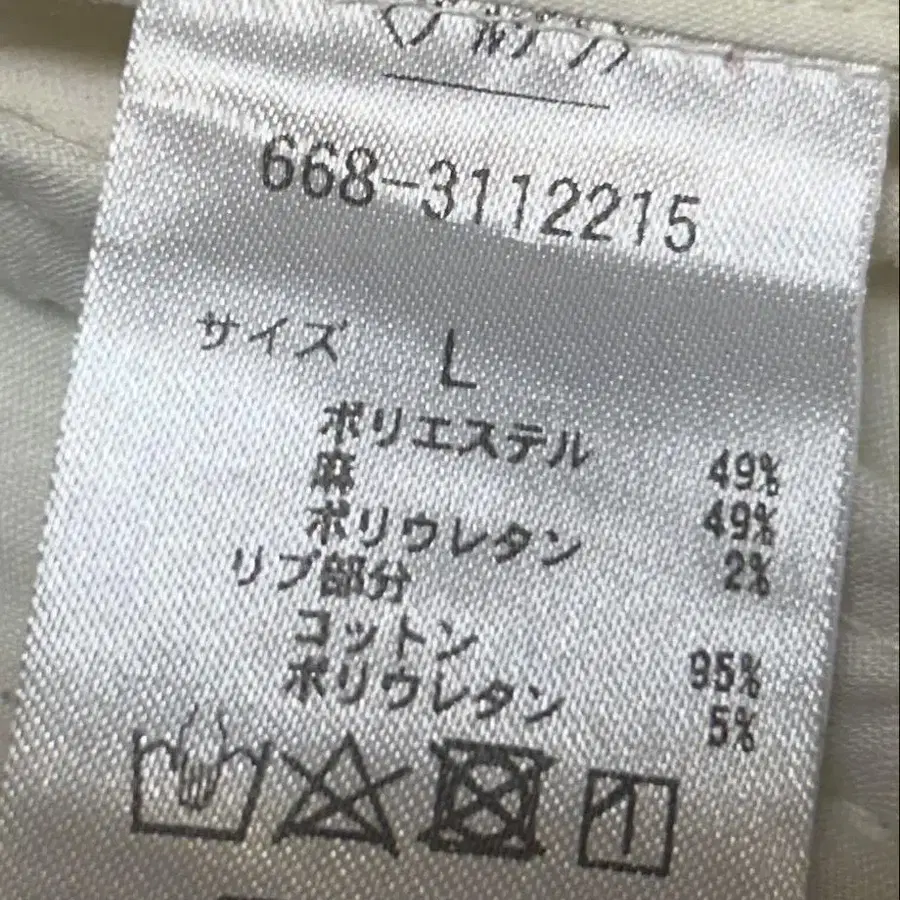 668-3112215
サイズ L
ポリエステル 49%
麻 49%
ポリウレタン 2%
リブ部分
コットン 95%
ポリウレタン 5%